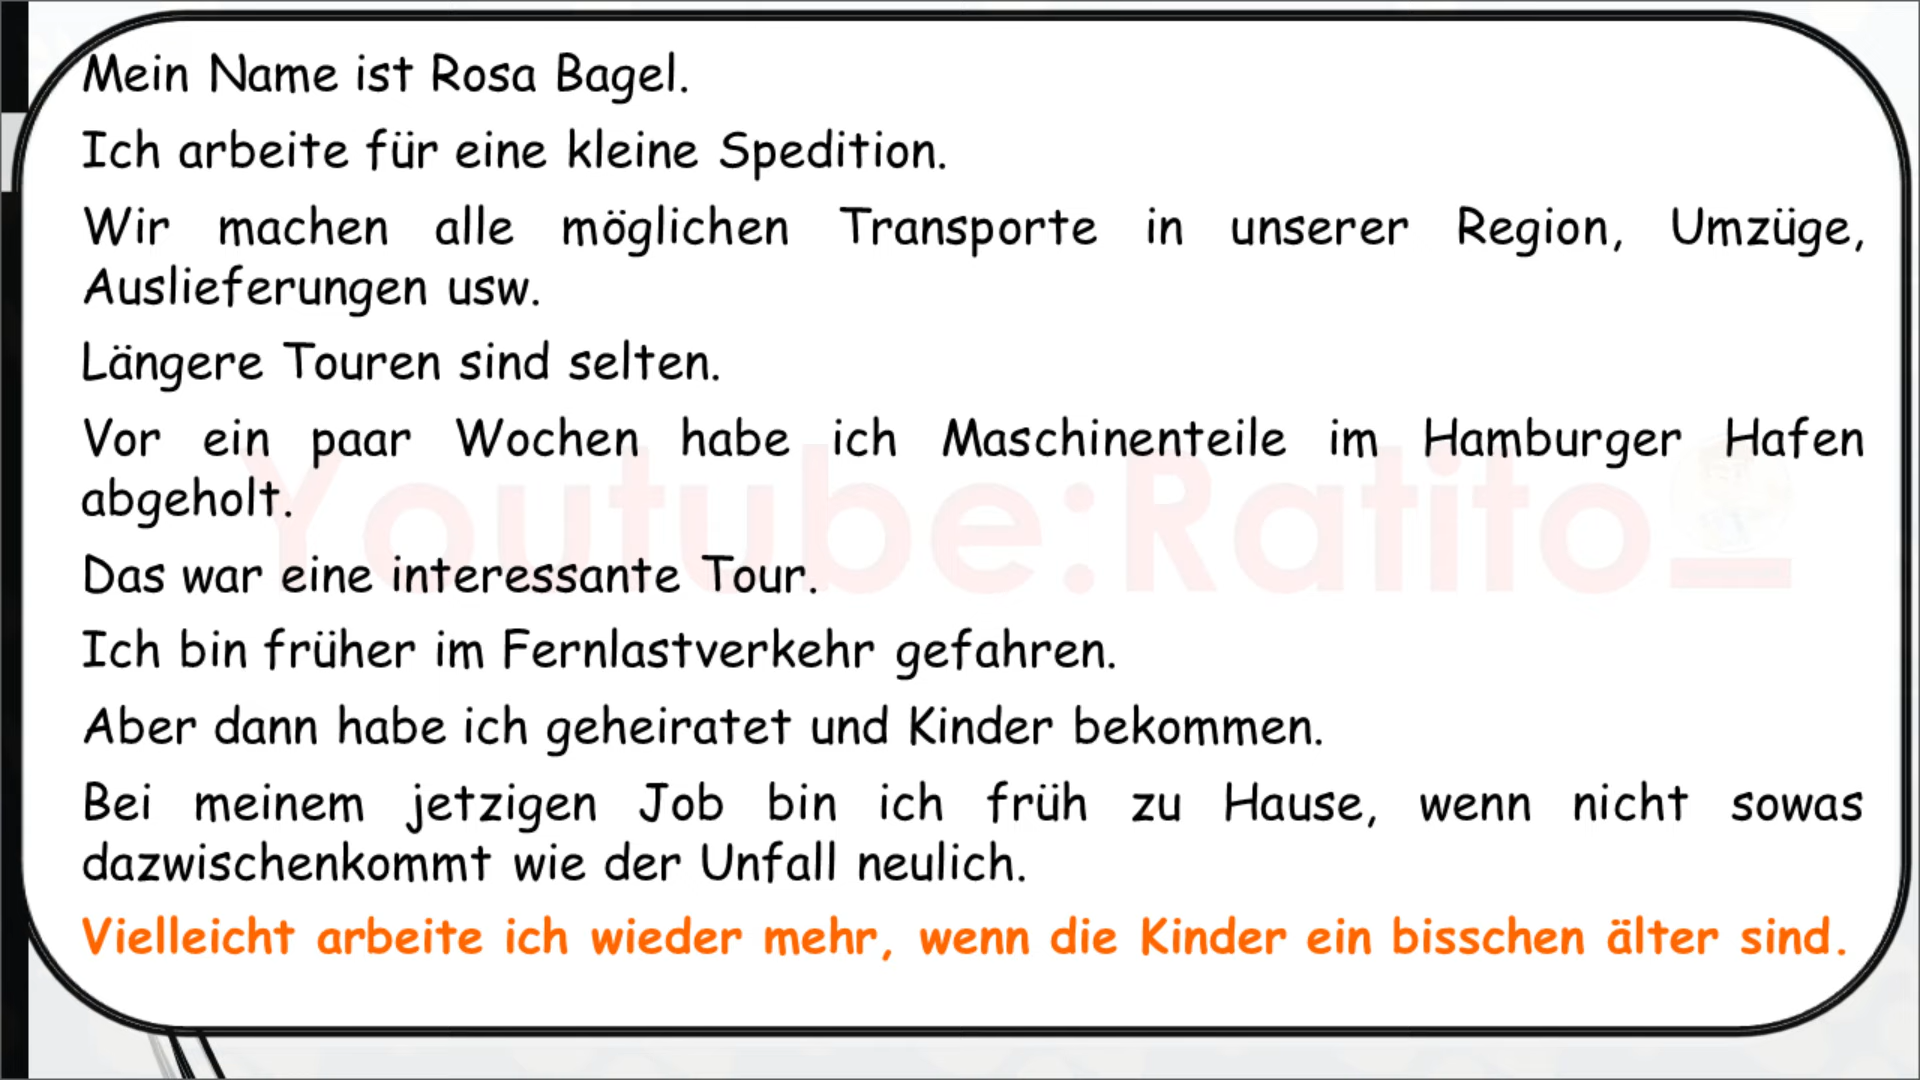 Mein Name ist Rosa Bagel.
Ich arbeite für eine kleine Spedition.
Wir machen alle möglichen Transporte in unserer Region, Umzüge,
Auslieferungen usw.
Längere Touren sind selten.
Vor ein paar Wochen habe ich Maschinenteile im Hamburger Hafen
abgeholt.
Youtube:Ratito
Das war eine interessante Tour.
Ich bin früher im Fernlastverkehr gefahren.
Aber dann habe ich geheiratet und Kinder bekommen.
Bei meinem jetzigen Job bin ich früh zu Hause, wenn nicht sowas
dazwischenkommt wie der Unfall neulich.
Vielleicht arbeite ich wieder mehr, wenn die Kinder ein bisschen älter sind.